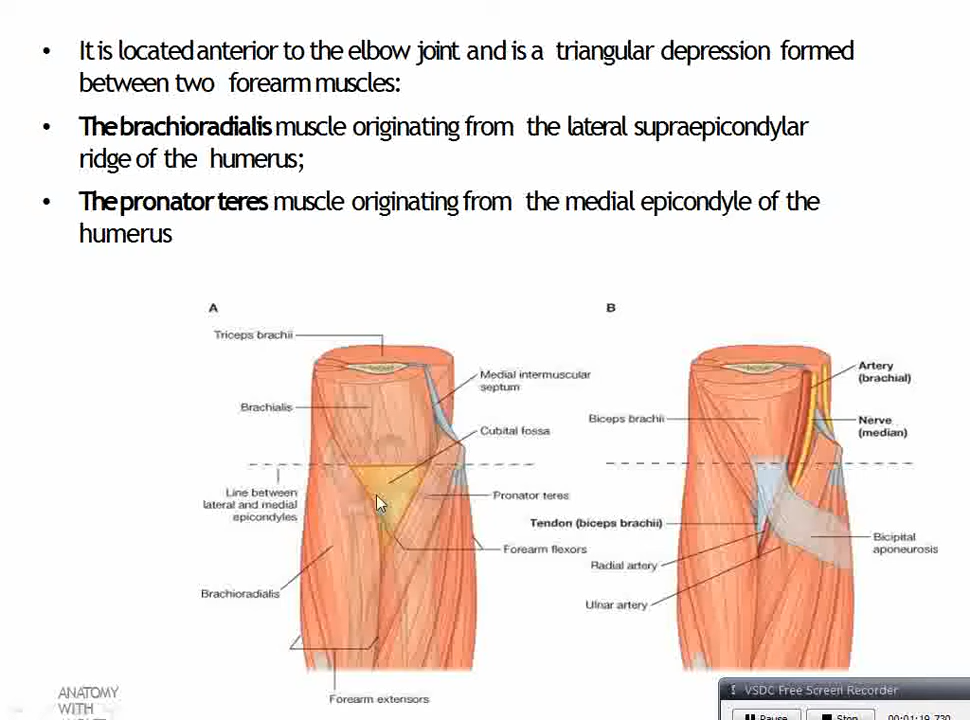 • It is located anterior to the elbow joint and is a triangular depression formed
between two forearm muscles:
• The brachioradialis muscle originating from the lateral supraepicondylar
ridge of the humerus;
• The pronator teres muscle originating from the medial epicondyle of the
humerus
A
Triceps brachii
Medial intermuscular
septum
Brachialis
Cubital fossa
Line between
lateral and medial
epicondyles
Pronator teres
Forearm flexors
Brachioradialis
Forearm extensors
B
Artery
(brachial)
Biceps brachii
Nerve
(median)
Tendon (biceps brachii)
Bicipital
aponeurosis
Radial artery
Ulnar artery
ANATOMY
WITH
VSDC Free Screen Recorder
Pause
Stop
00:01:19.730